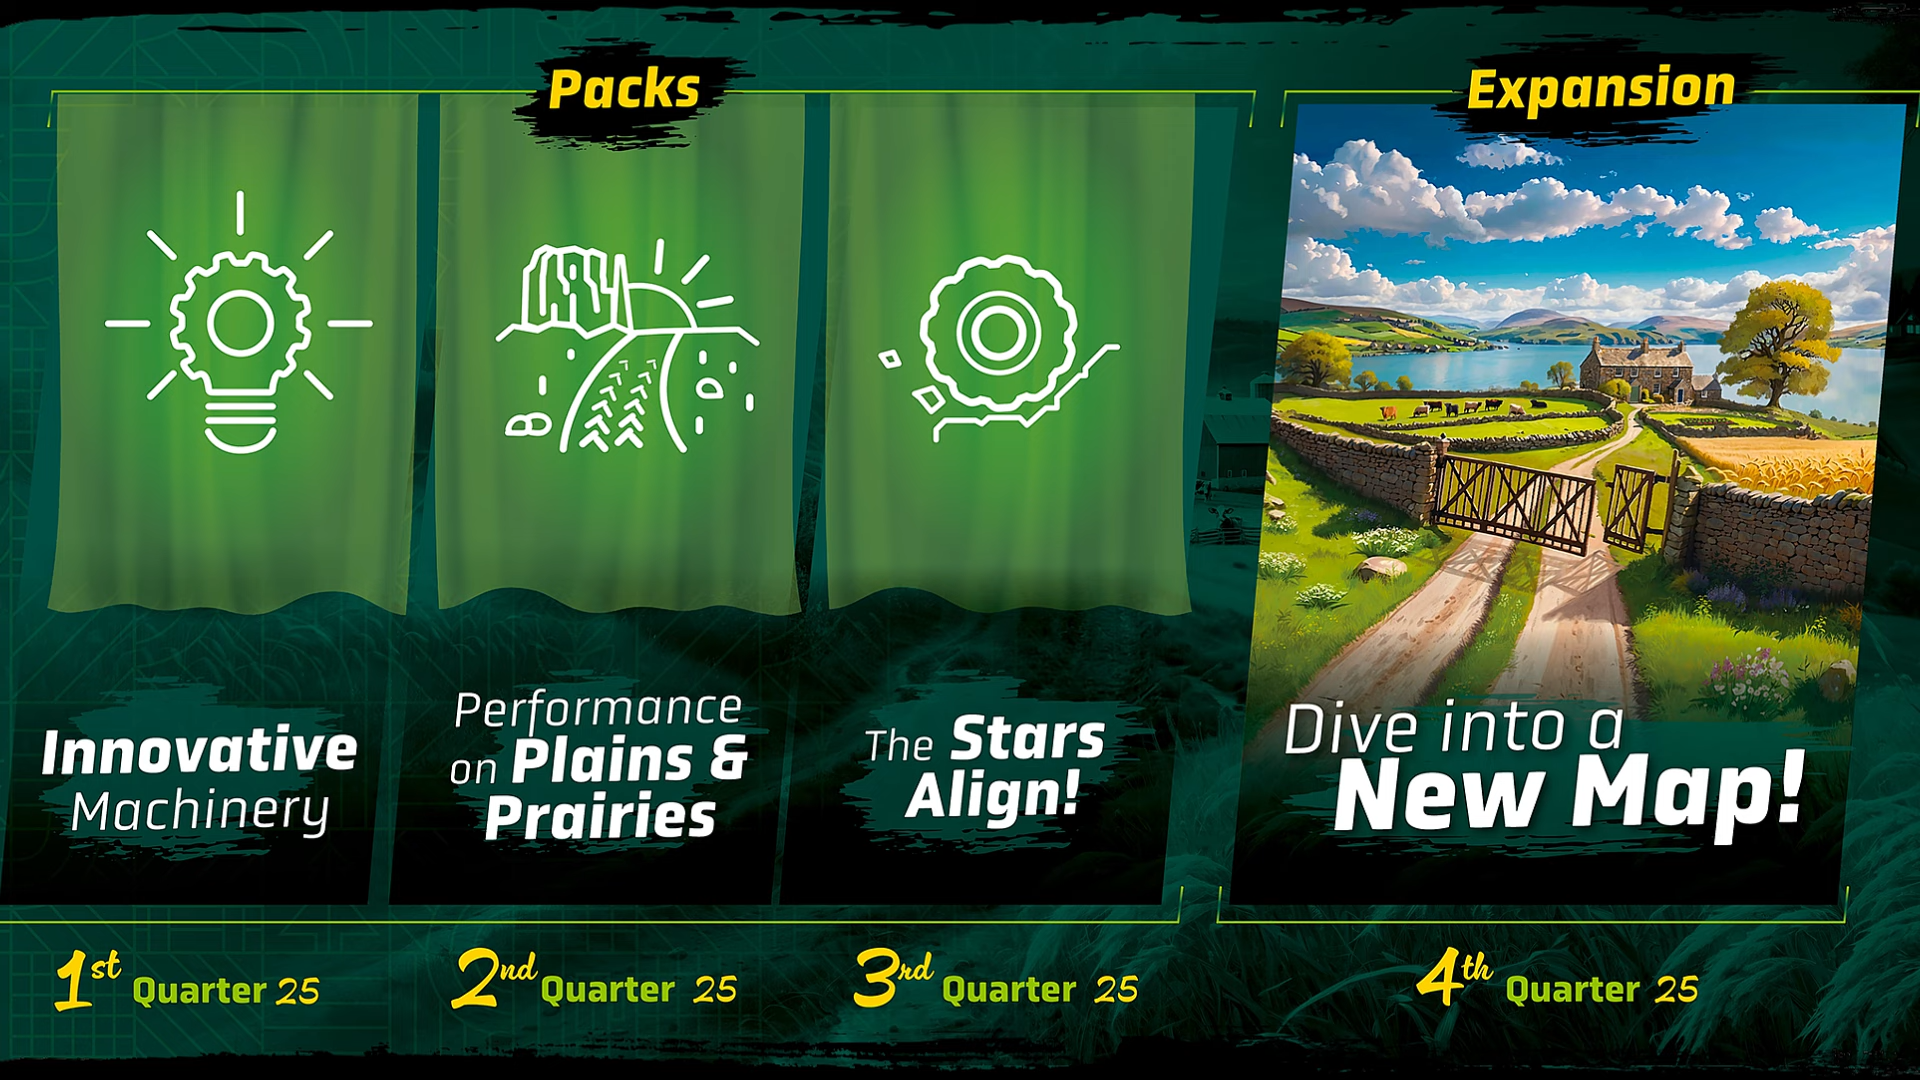 Packs
Expansion
Innovative
Machinery
Performance
on Plains &
Prairies
The Stars
Align!
Dive into a
New Map!
1st Quarter 25
2nd Quarter 25
3rd Quarter 25
4th Quarter 25